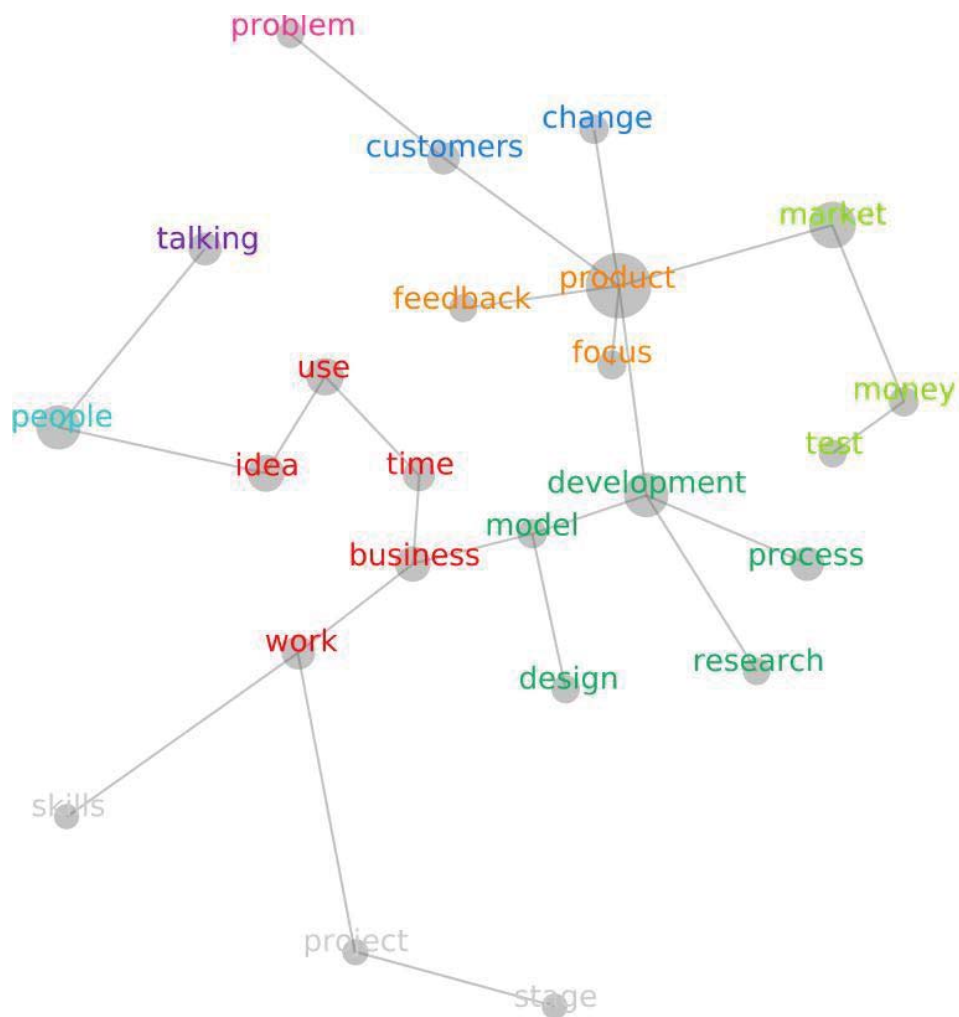 problem
change
customers
market
talking
product
feedback
focus
use
money
people
test
idea
time
development
model
business
process
work
research
design
skills
project
stage